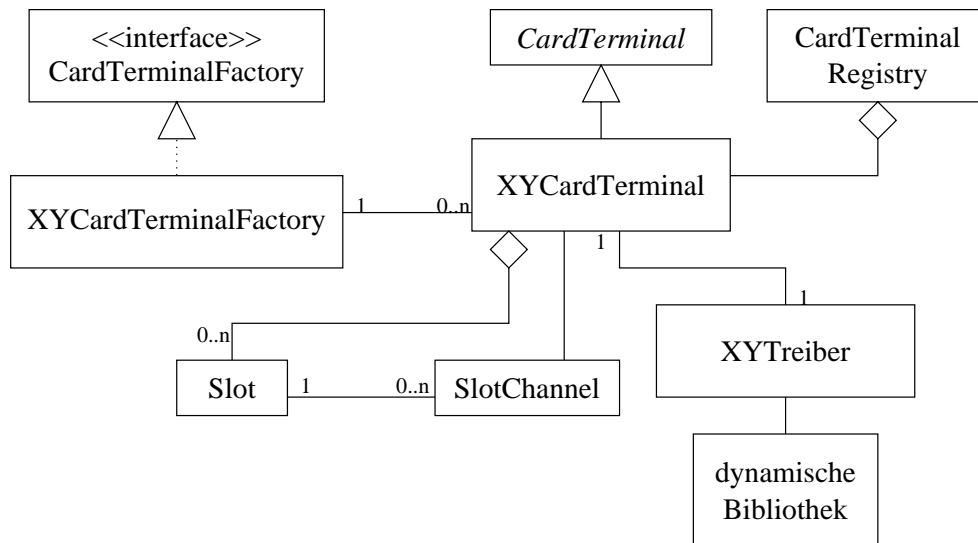 <<interface>>
CardTerminalFactory
CardTerminal
CardTerminal
Registry
XYCardTerminalFactory
1
0..n
XYCardTerminal
1
1
0..n
Slot
1
0..n
SlotChannel
XYTreiber
dynamische
Bibliothek